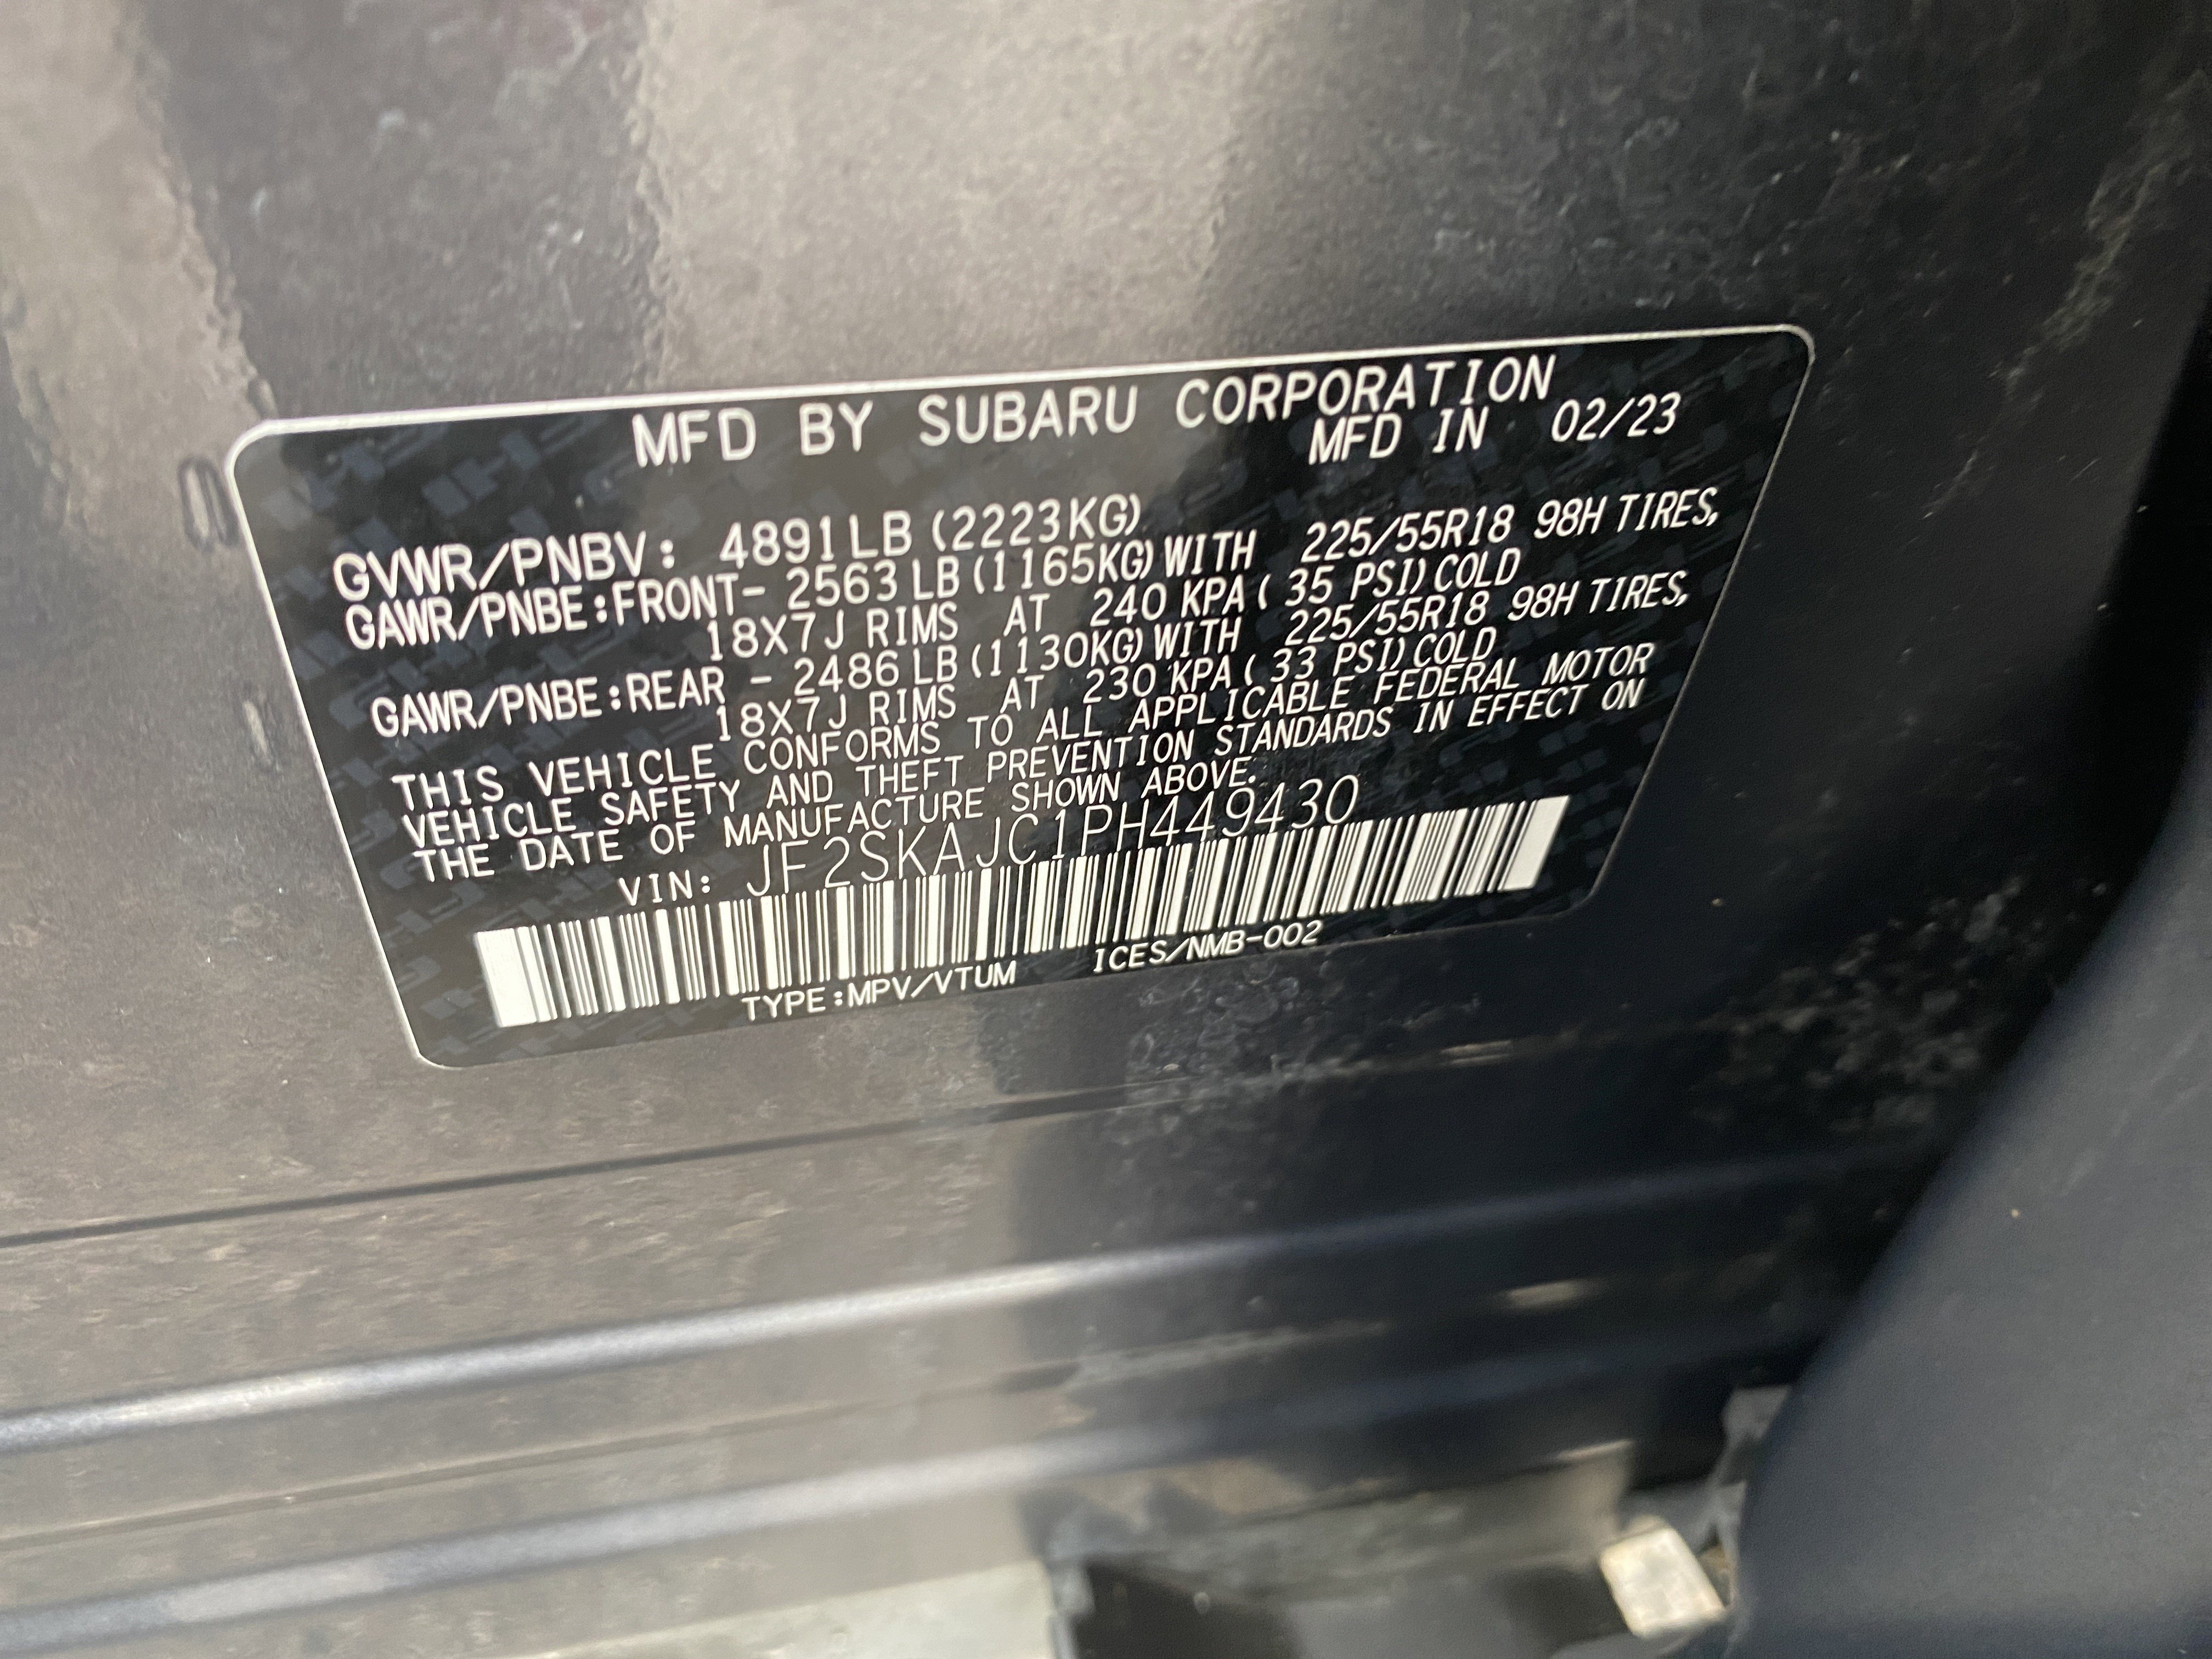 MFD BY SUBARU CORPORATION
MFD IN 02/23
GVWR/PNBV: 4891LB (2223KG)
GAWR/PNBE:FRONT- 2563 LB (1165KG) WITH 225/55R18 98H TIRES,
18X7J RIMS AT 240 KPA ( 35 PSI) COLD
GAWR/PNBE:REAR - 2486 LB (1130KG) WITH 225/55R18 98H TIRES,
18X7J RIMS AT 230 KPA ( 33 PSI) COLD
THIS VEHICLE CONFORMS TO ALL APPLICABLE FEDERAL MOTOR
VEHICLE SAFETY AND THEFT PREVENTION STANDARDS IN EFFECT ON
THE DATE OF MANUFACTURE SHOWN ABOVE.
VIN: JF2SKAJC1PH449430
TYPE:MPV/VTUM ICES/NMB-002